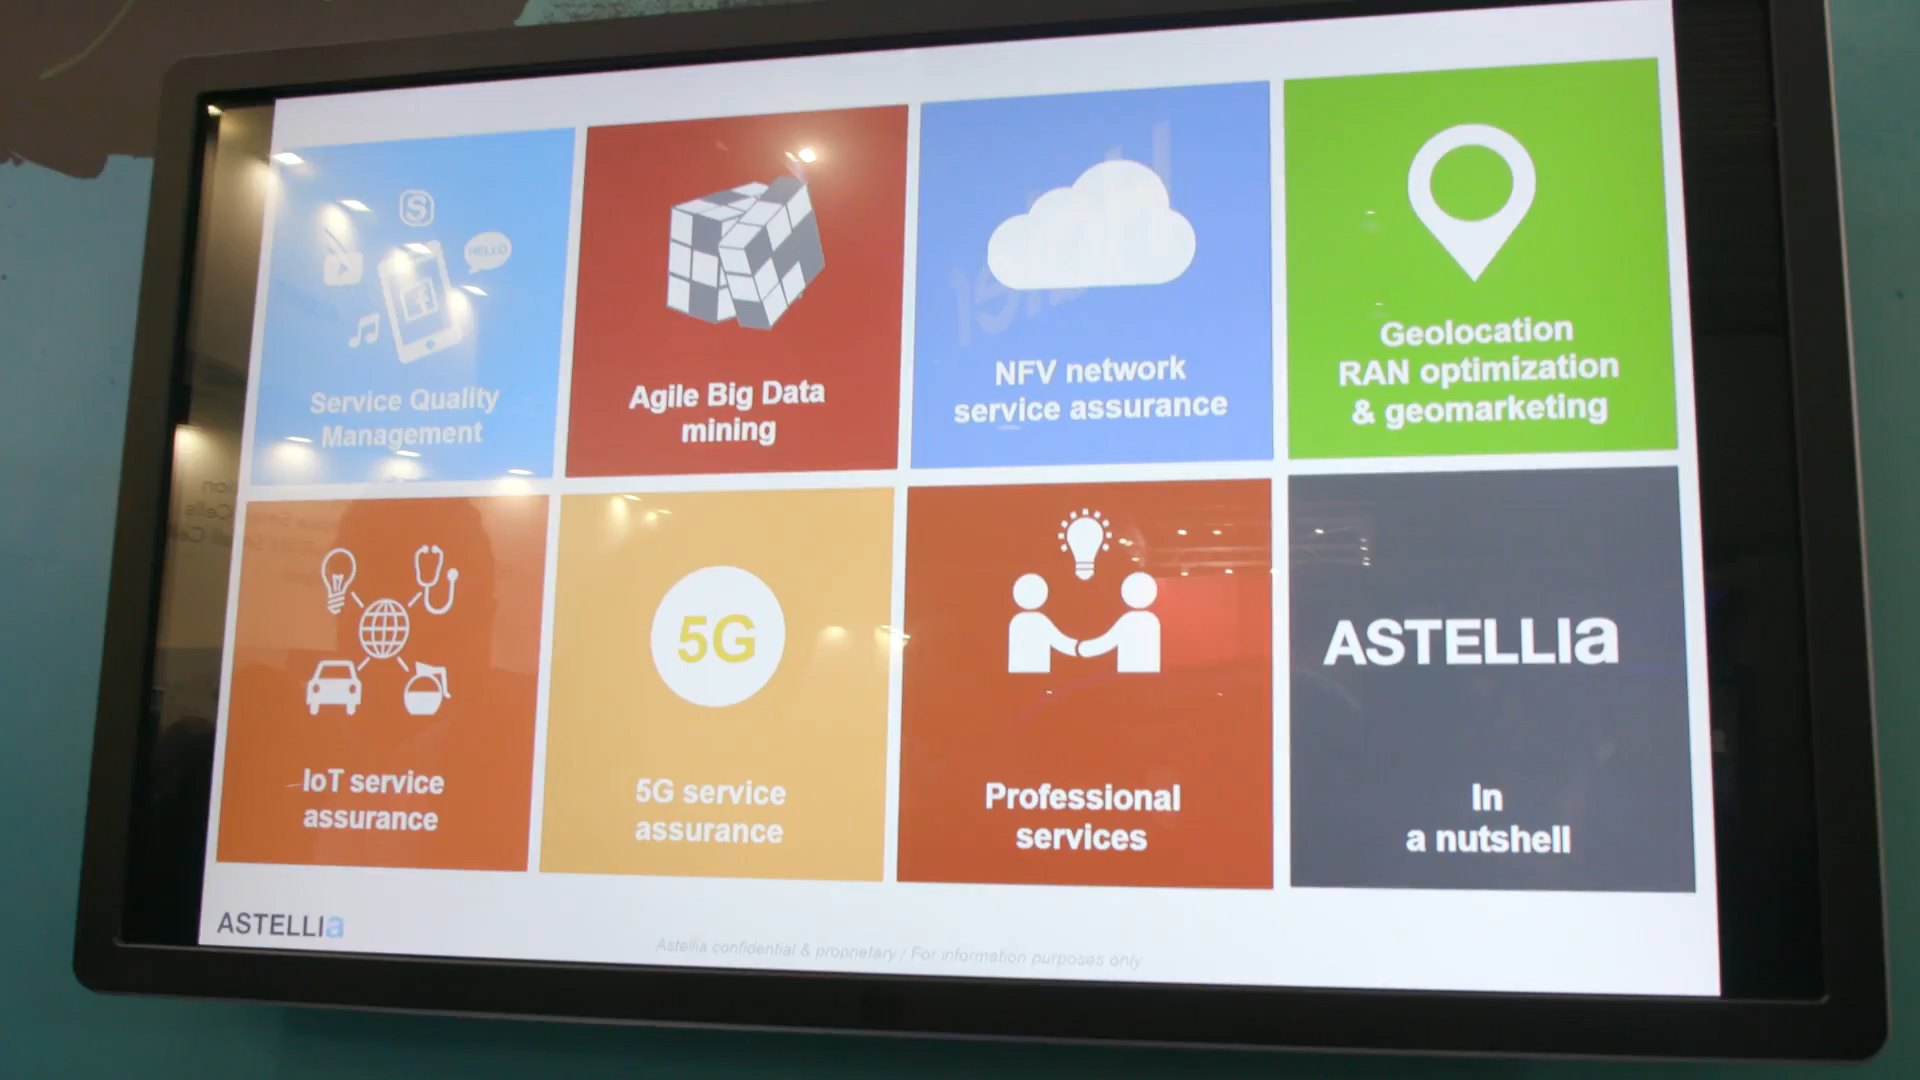 S
HELLO
f
Service Quality
Management
Agile Big Data
mining
NFV network
service assurance
Geolocation
RAN optimization
& geomarketing
IoT service
assurance
5G
5G service
assurance
Professional
services
ASTELLIa
In
a nutshell
ASTELLIa
Astellia confidential & proprietary / For information purposes only